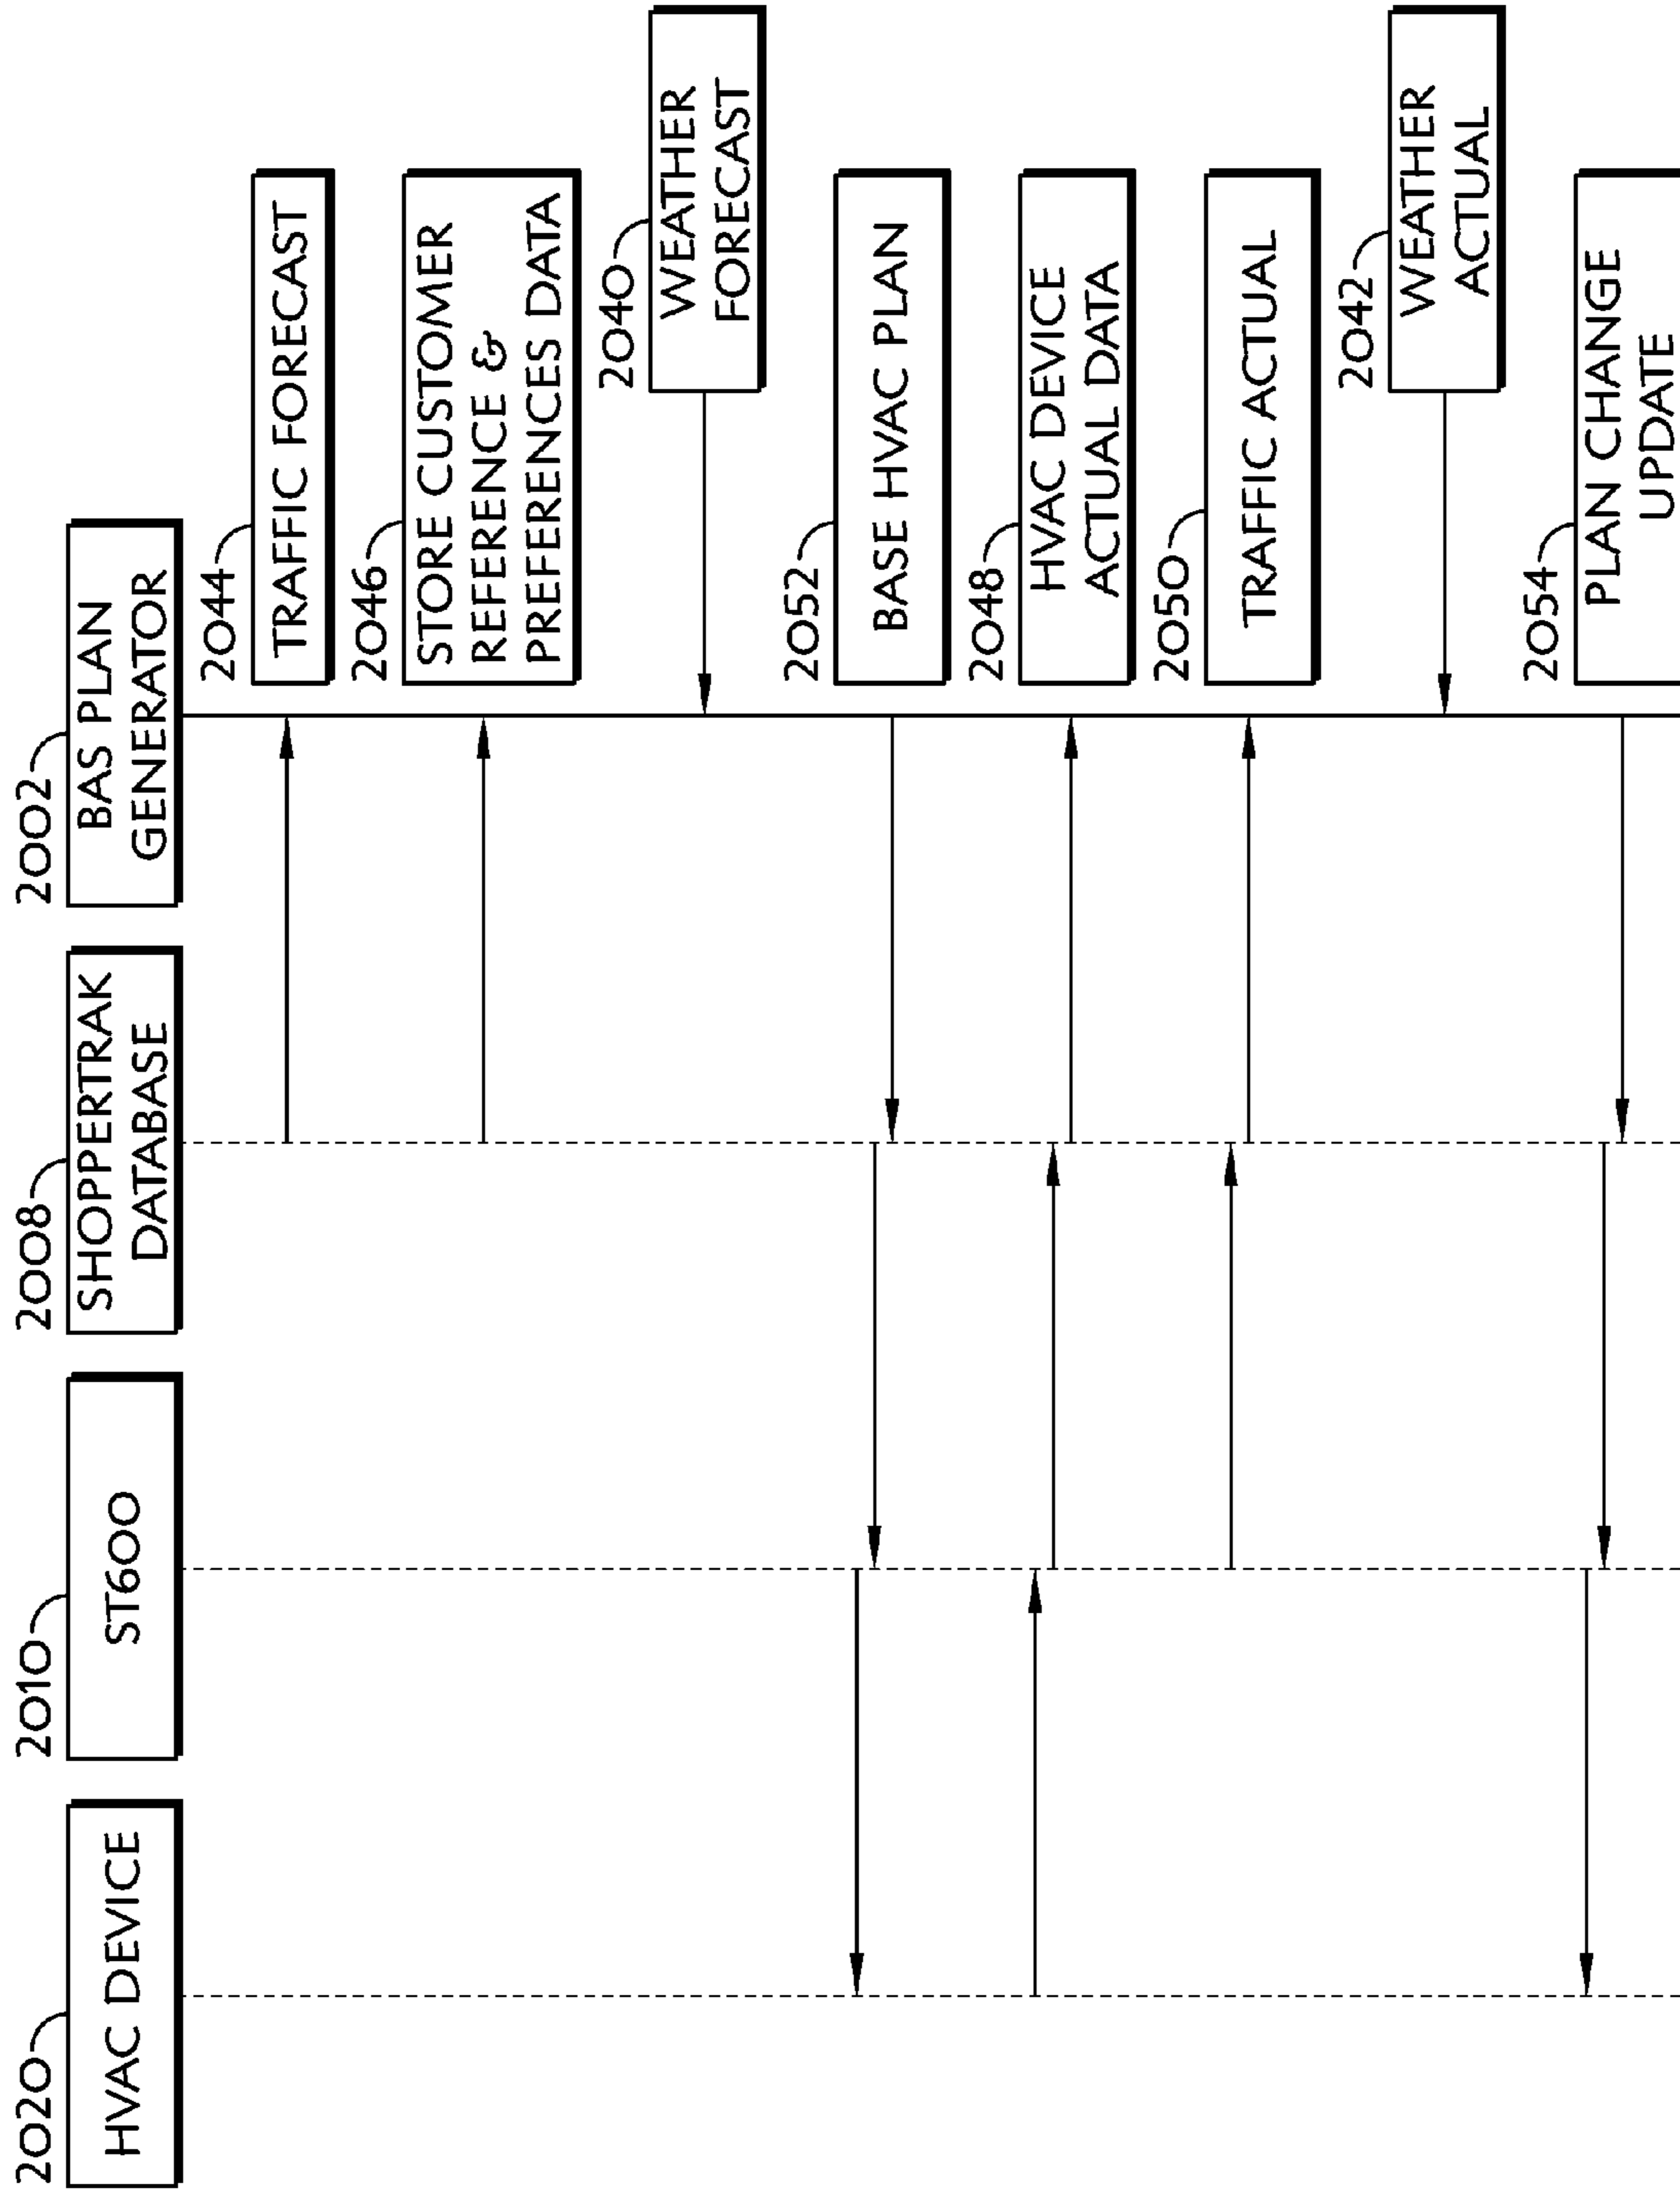 2020
HVAC DEVICE
2010
ST600
2008
SHOPPERTRAK
DATABASE
2002
BAS PLAN
GENERATOR
2044
TRAFFIC FORECAST
2046
STORE CUSTOMER
REFERENCE &
PREFERENCES DATA
2040
WEATHER
FORECAST
2052
BASE HVAC PLAN
2048
HVAC DEVICE
ACTUAL DATA
2050
TRAFFIC ACTUAL
2042
WEATHER
ACTUAL
2054
PLAN CHANGE
UPDATE